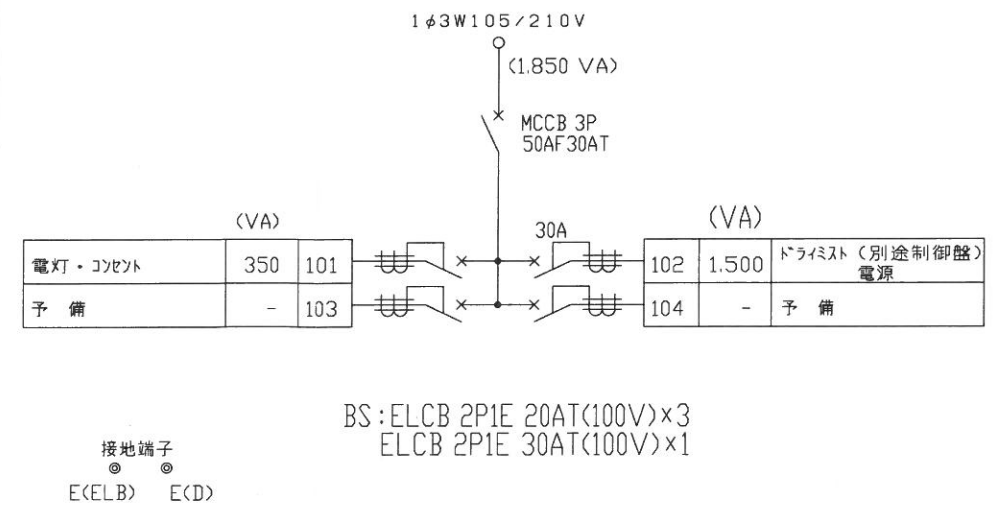 1φ3W105/210V
(1.850 VA)
MCCB 3P
50AF30AT
(VA)
30A
(VA)
電灯・コンセント 350 101
102 1.500 ドライミスト(別途制御盤)
電源
予 備 - 103
104 - 予 備
BS:ELCB 2P1E 20AT(100V)×3
ELCB 2P1E 30AT(100V)×1
接地端子
E(ELB) E(D)